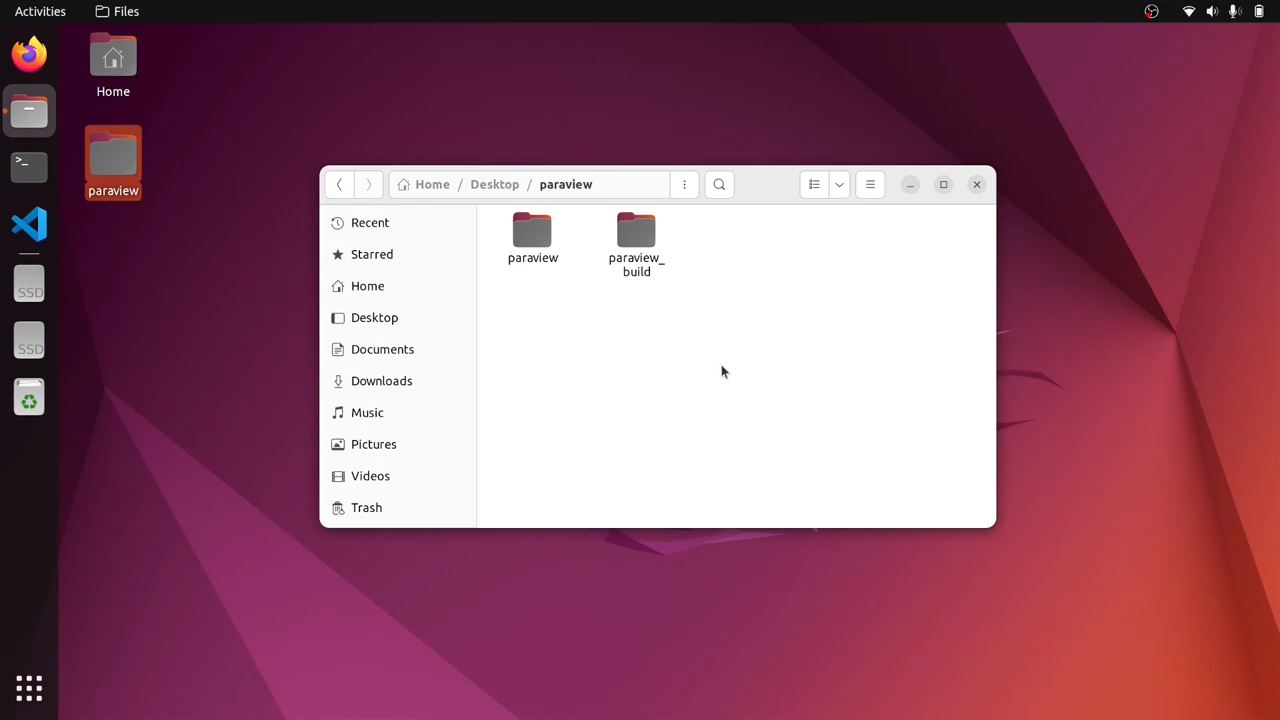 Activities
Files
Home
paraview
>_
SSD
SSD
Home / Desktop / paraview
Recent
Starred
Home
Desktop
Documents
Downloads
Music
Pictures
Videos
Trash
paraview
paraview_
build